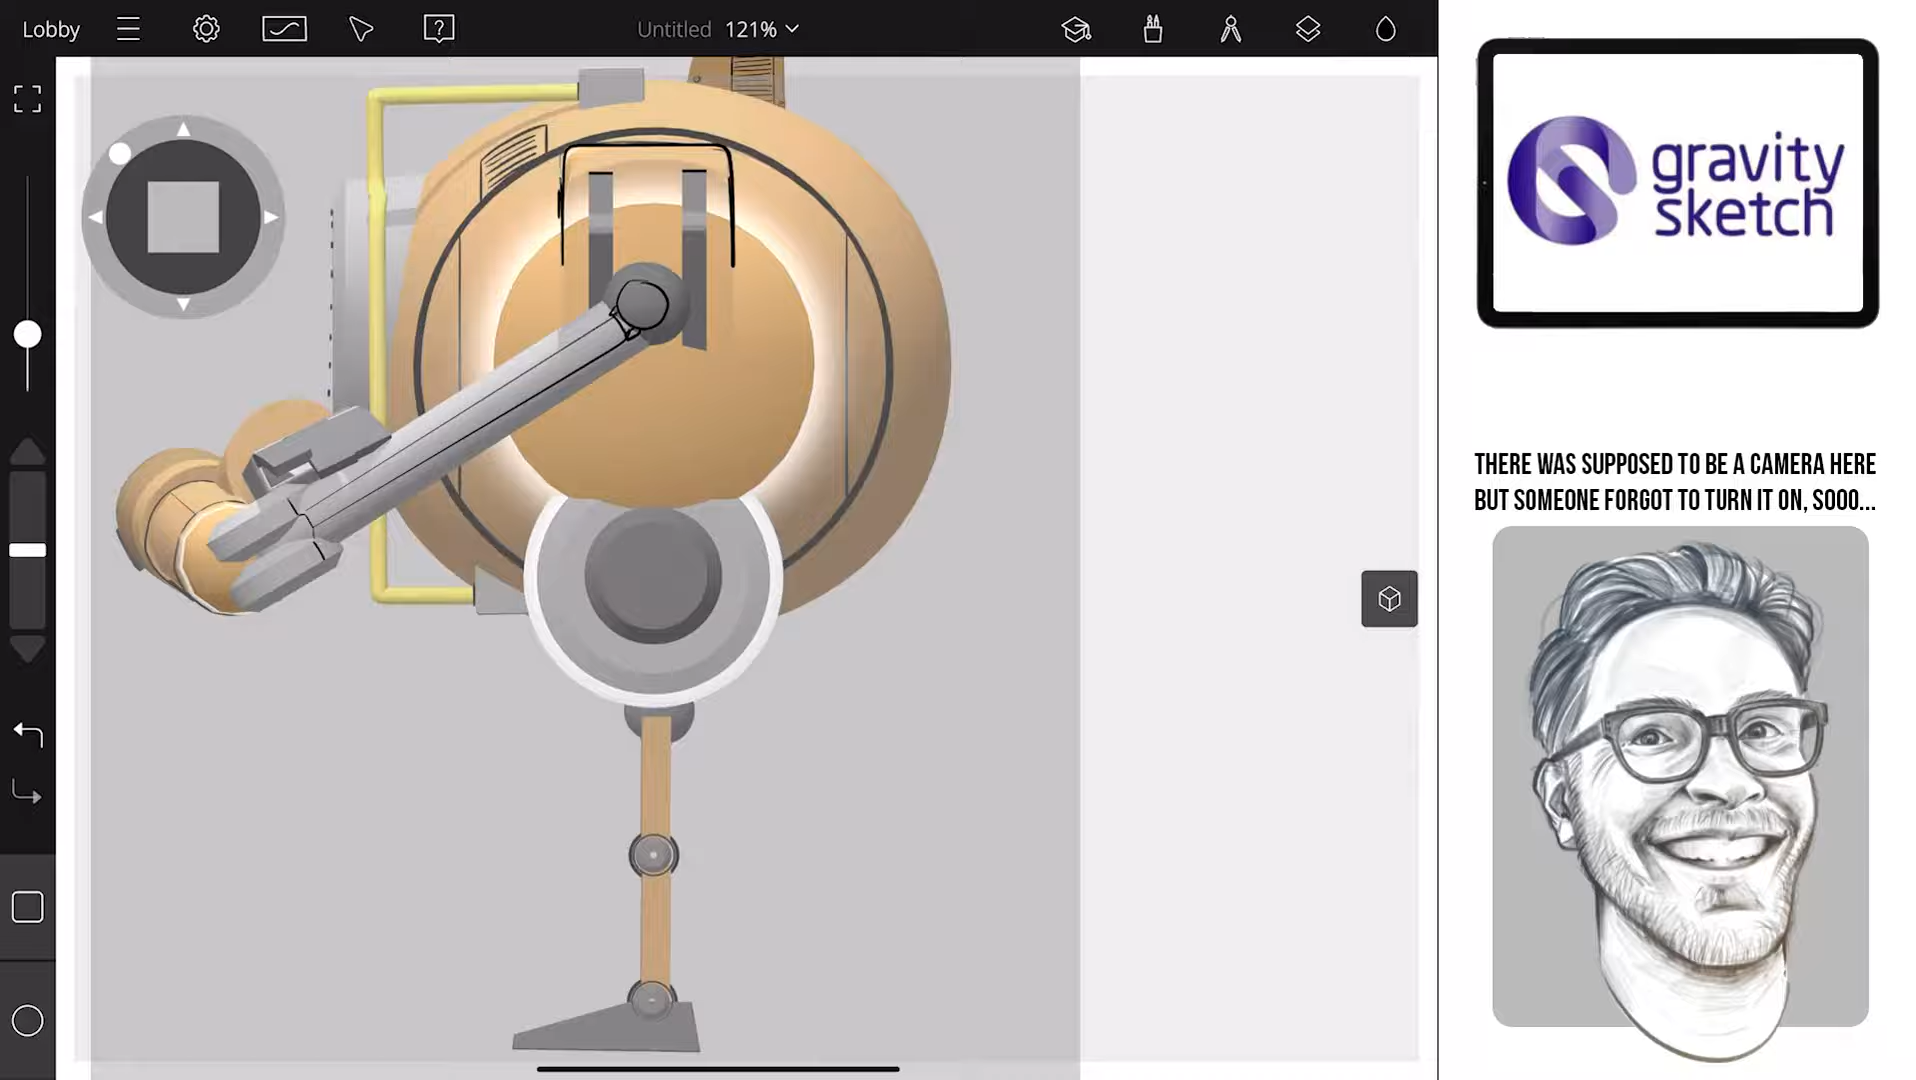 Lobby
Untitled 121%
gravity
sketch
THERE WAS SUPPOSED TO BE A CAMERA HERE
BUT SOMEONE FORGOT TO TURN IT ON, SOOO...